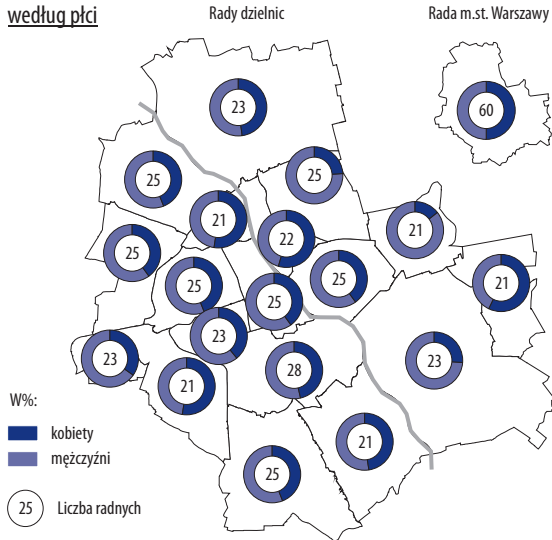 według płci
Rady dzielnic
Rada m.st. Warszawy
23
60
25
25
21
21
22
25
25
25
21
25
23
23
23
28
21
21
25
W%:
kobiety
mężczyźni
25 Liczba radnych